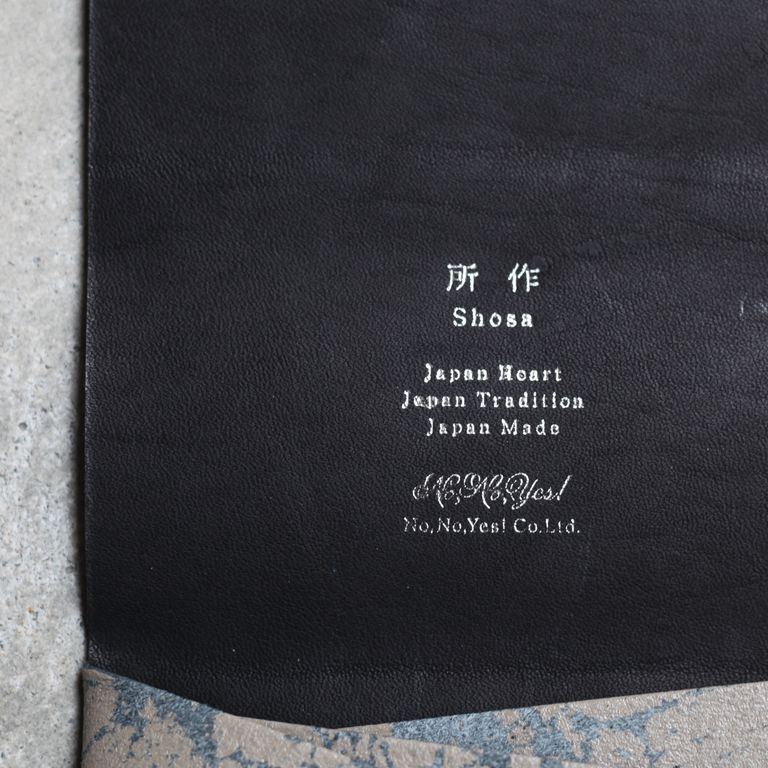 所作
Shosa
Japan Heart
Japan Tradition
Japan Made
No,No,Yes!
No,No,Yes! Co.Ltd.